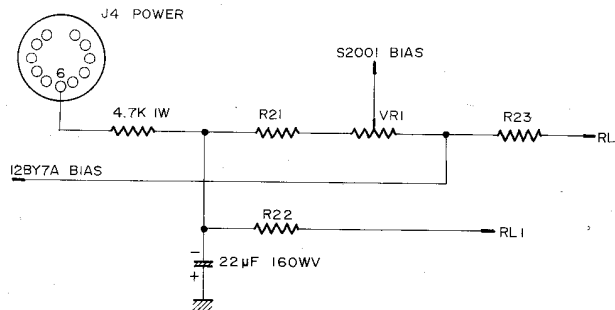 J4 POWER
6
S2001 BIAS
4.7K 1W
R21
VR1
R23
RL
12BY7A BIAS
R22
RL1
−
+
22μF 160WV